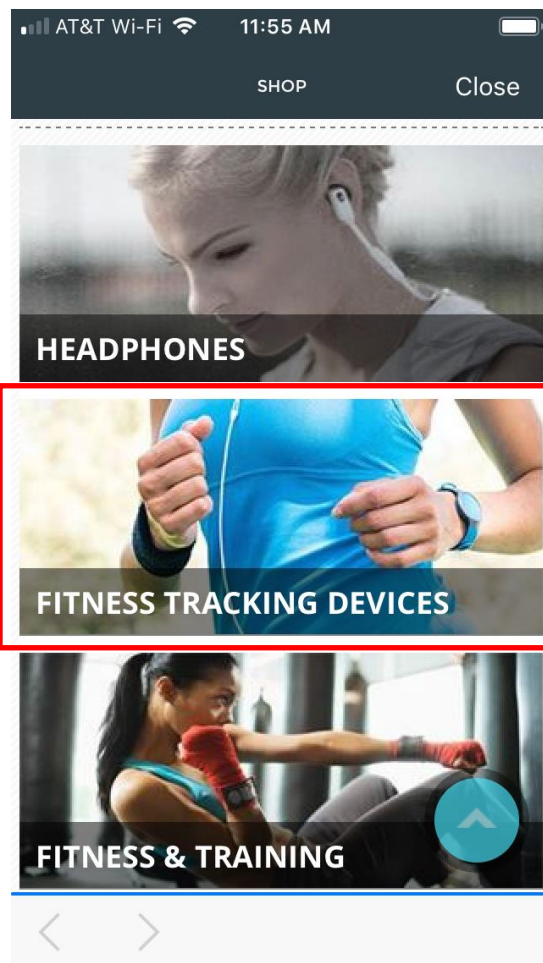 AT&T Wi-Fi 11:55 AM
SHOP Close
HEADPHONES
FITNESS TRACKING DEVICES
FITNESS & TRAINING